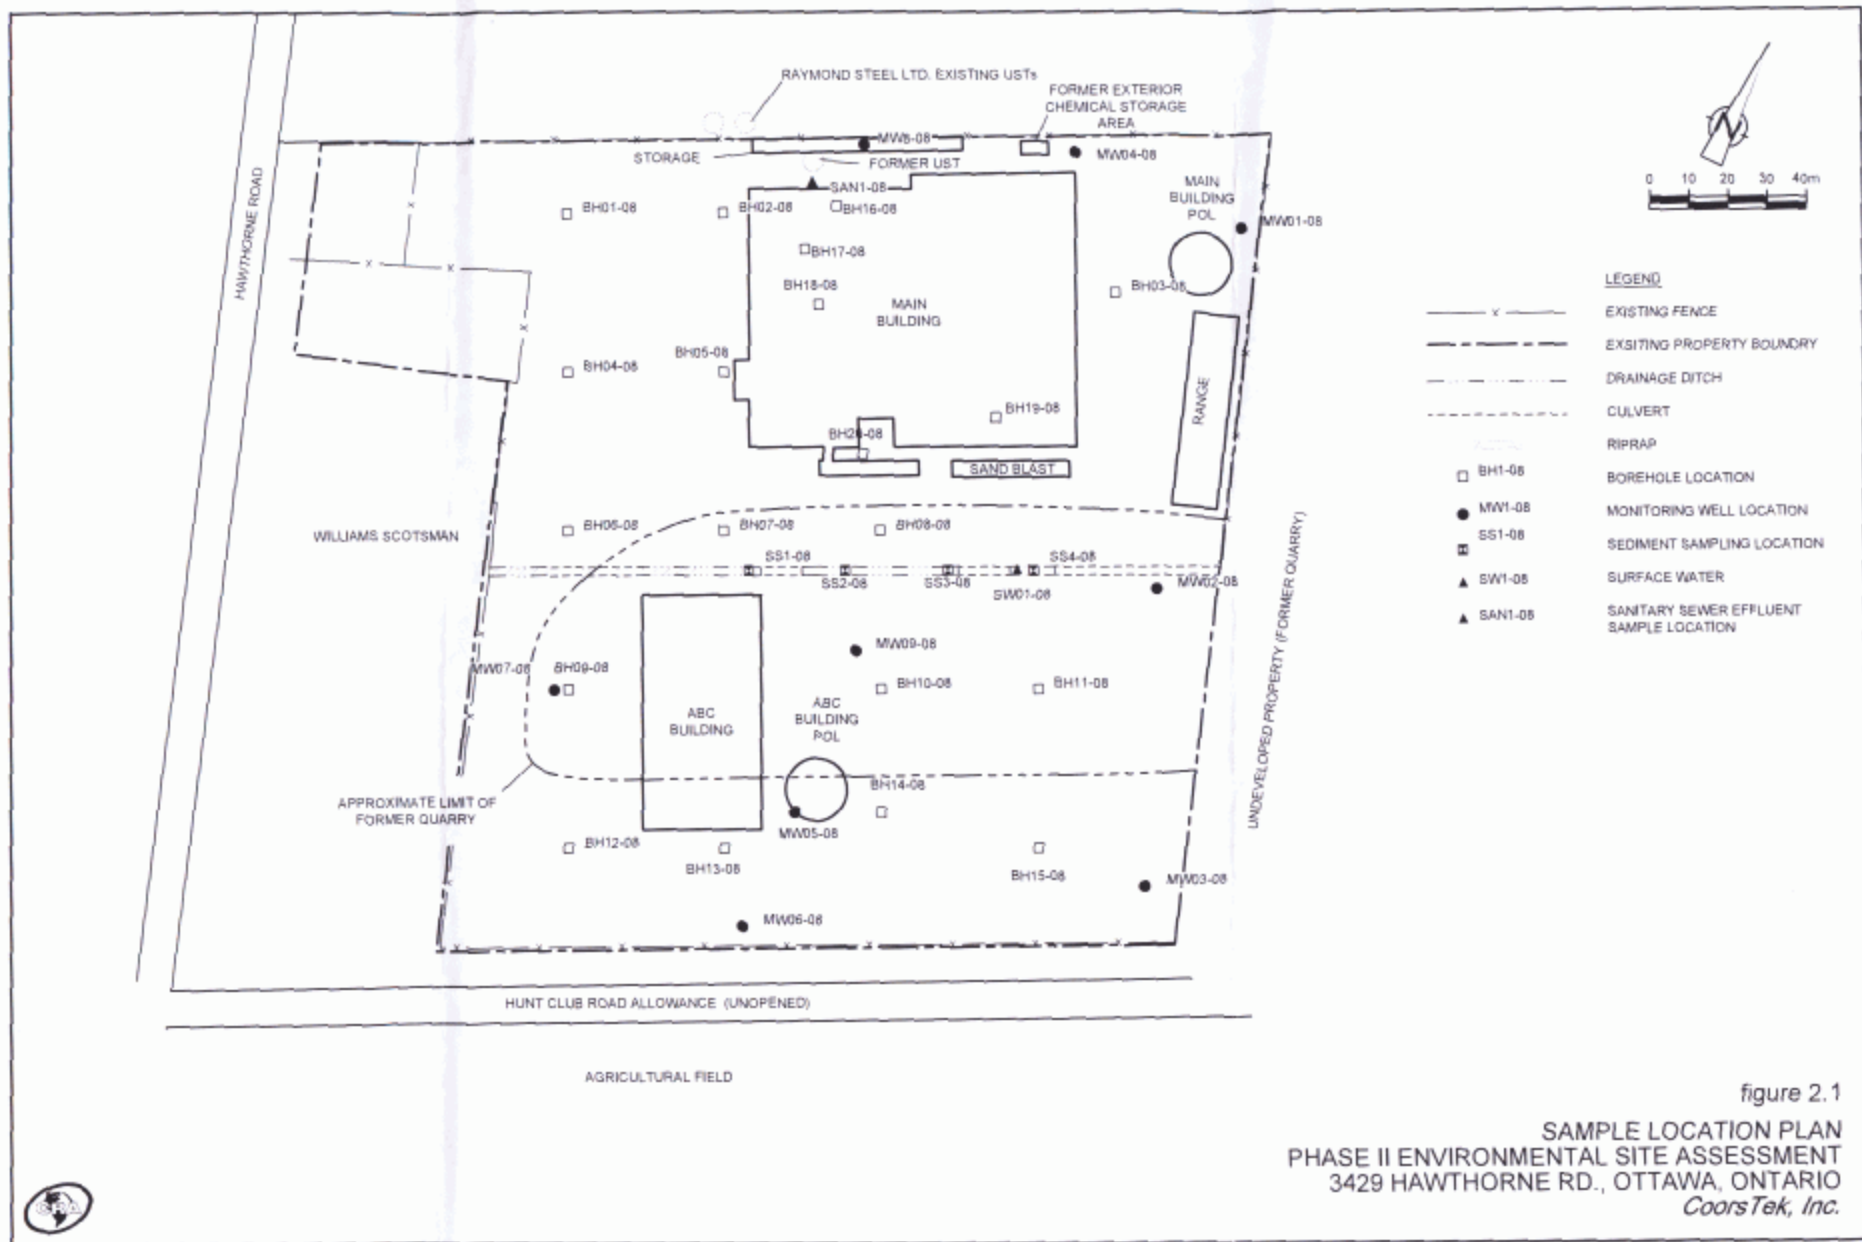 RAYMOND STEEL LTD. EXISTING USTs
FORMER EXTERIOR
CHEMICAL STORAGE
AREA
MW8-08
STORAGE
FORMER UST
MW04-08
SAN1-08
MAIN
BUILDING
POL
N
0 10 20 30 40m
HAWTHORNE ROAD
BH01-08
BH02-08
BH16-08
MW01-08
BH17-08
BH18-08
BH03-08
MAIN
BUILDING
BH05-08
BH04-08
RANGE
BH19-08
BH20-08
SAND BLAST
LEGEND
EXISTING FENCE
EXSITING PROPERTY BOUNDRY
DRAINAGE DITCH
CULVERT
RIPRAP
BH1-08
BOREHOLE LOCATION
MW1-08
MONITORING WELL LOCATION
SS1-08
SEDIMENT SAMPLING LOCATION
SW1-08
SURFACE WATER
SAN1-08
SANITARY SEWER EFFLUENT
SAMPLE LOCATION
WILLIAMS SCOTSMAN
BH06-08
BH07-08
BH08-08
SS1-08
SS2-08
SS3-08
SS4-08
SW01-08
MW02-08
UNDEVELOPED PROPERTY (FORMER QUARRY)
MW09-08
MW07-08
BH09-08
BH10-08
BH11-08
ABC
BUILDING
ABC
BUILDING
POL
BH14-08
APPROXIMATE LIMIT OF
FORMER QUARRY
MW05-08
BH12-08
BH13-08
BH15-08
MW03-08
MW06-08
HUNT CLUB ROAD ALLOWANCE (UNOPENED)
AGRICULTURAL FIELD
figure 2.1
SAMPLE LOCATION PLAN
PHASE II ENVIRONMENTAL SITE ASSESSMENT
3429 HAWTHORNE RD., OTTAWA, ONTARIO
CoorsTek, Inc.
CRA